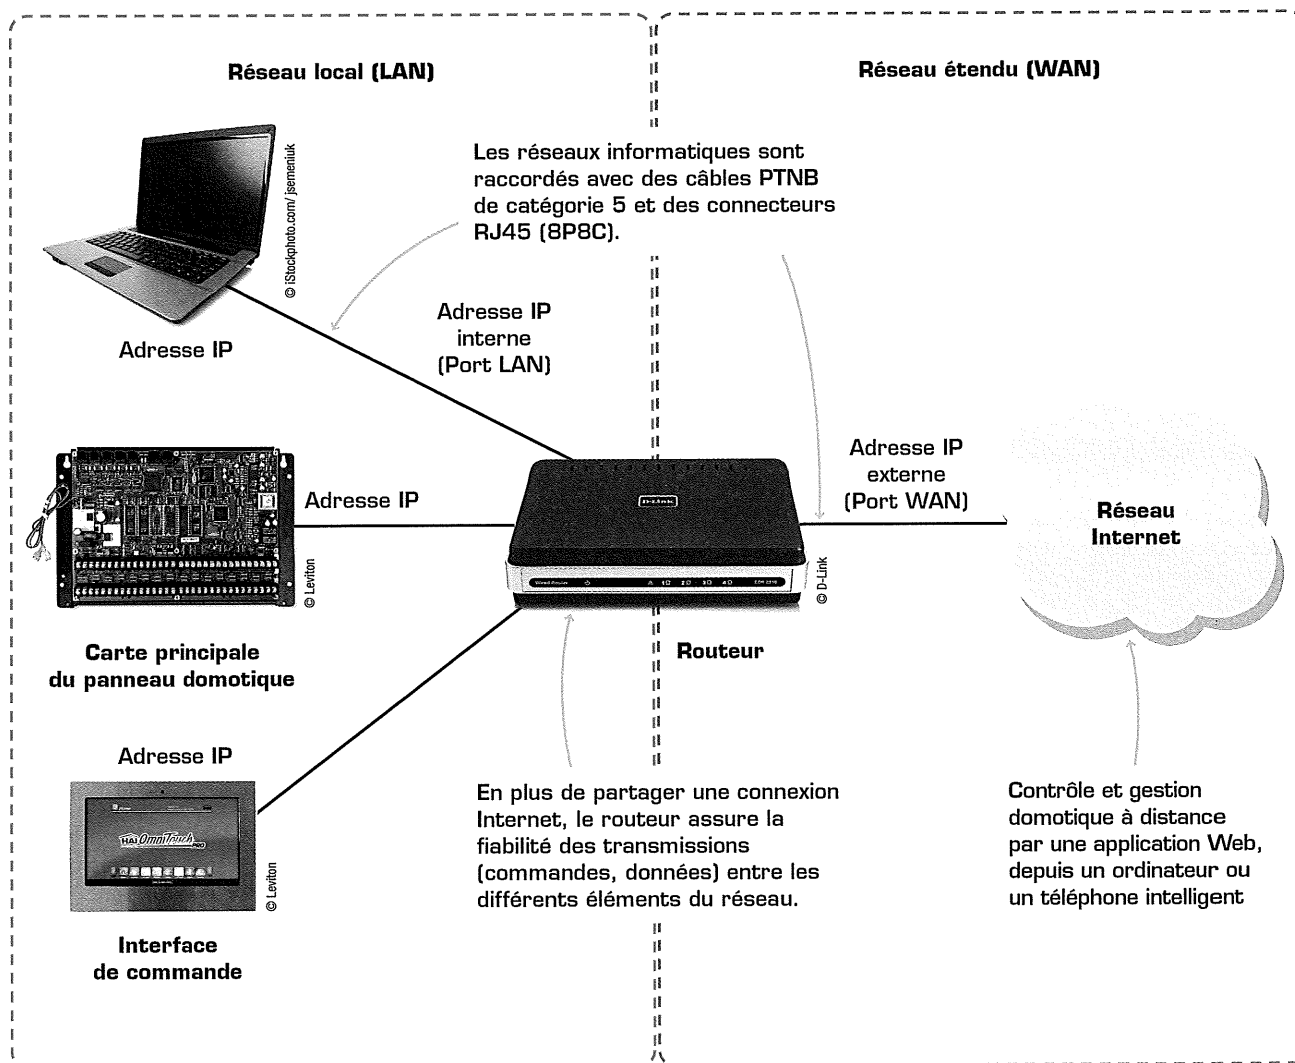 Réseau local (LAN)
Réseau étendu (WAN)
© iStockphoto.com/ jsemeniuk
Les réseaux informatiques sont
raccordés avec des câbles PTNB
de catégorie 5 et des connecteurs
RJ45 (8P8C).
Adresse IP
Adresse IP
interne
(Port LAN)
Adresse IP
Adresse IP
externe
(Port WAN)
Réseau
Internet
D-Link
© Leviton
© D-Link
Carte principale
du panneau domotique
Routeur
Adresse IP
HAI OmniTouch PRO
© Leviton
Interface
de commande
En plus de partager une connexion
Internet, le routeur assure la
fiabilité des transmissions
(commandes, données) entre les
différents éléments du réseau.
Contrôle et gestion
domotique à distance
par une application Web,
depuis un ordinateur ou
un téléphone intelligent